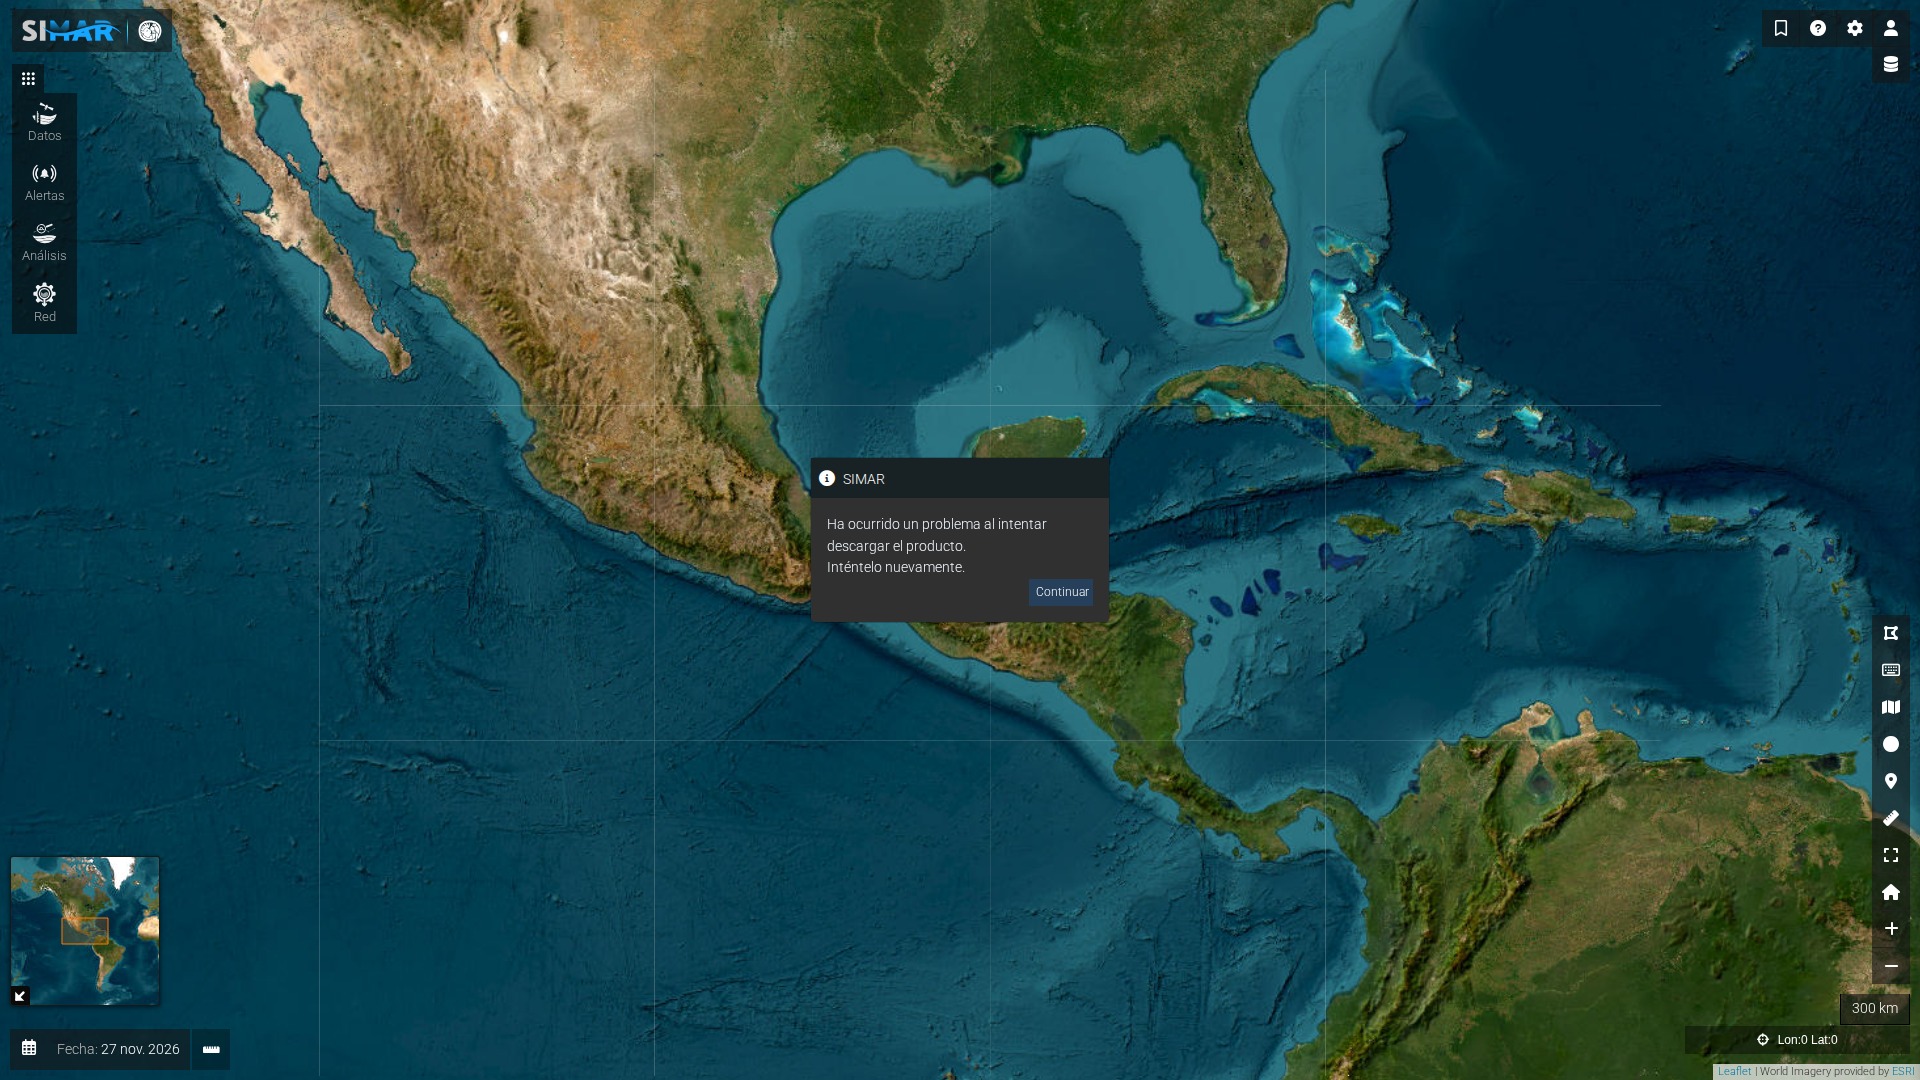 SIMAR
Datos
Alertas
Análisis
Red
SIMAR
Ha ocurrido un problema al intentar
descargar el producto.
Inténtelo nuevamente.
Continuar
300 km
Fecha: 27 nov. 2026
Lon:0 Lat:0
Leaflet | World Imagery provided by ESRI